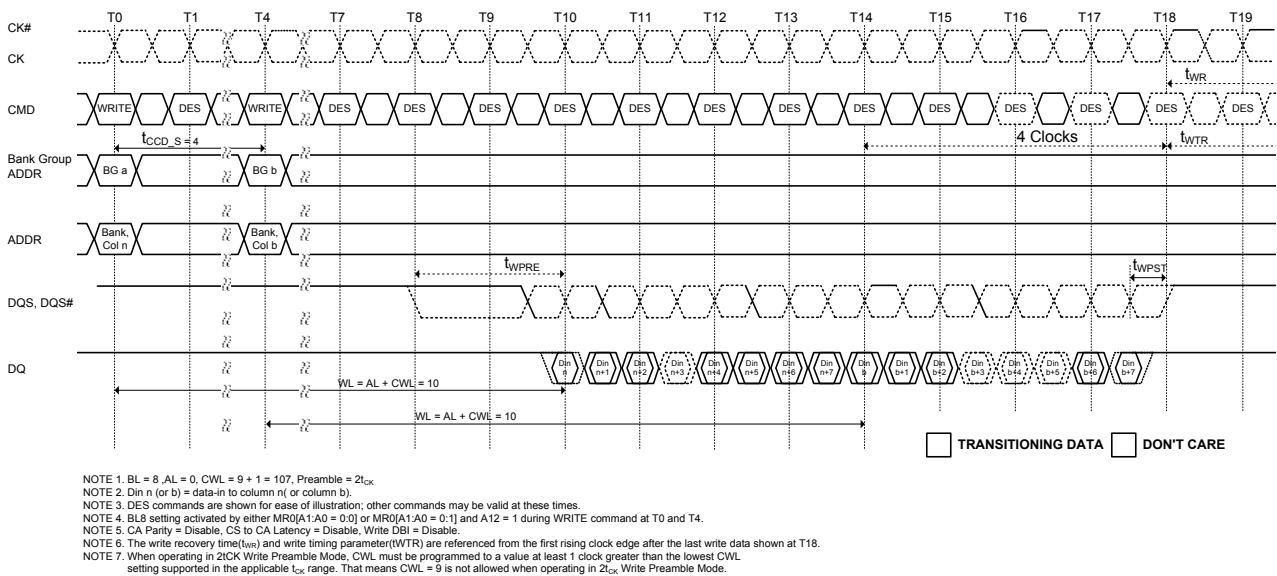 T0 T1 T4 T7 T8 T9 T10 T11 T12 T13 T14 T15 T16 T17 T18 T19
CK#
CK
tWR
CMD WRITE DES WRITE DES DES DES DES DES DES DES DES DES DES DES DES DES
tCCD_S = 4 4 Clocks tWTR
Bank Group
ADDR
BG a BG b
ADDR
Bank, Bank,
Col n Col b
tWPRE tWPST
DQS, DQS#
DQ
Din Din Din Din Din Din Din Din Din Din Din Din Din Din Din Din
n n+1 n+2 n+3 n+4 n+5 n+6 n+7 b b+1 b+2 b+3 b+4 b+5 b+6 b+7
WL = AL + CWL = 10
WL = AL + CWL = 10
TRANSITIONING DATA DON'T CARE
NOTE 1. BL = 8 ,AL = 0, CWL = 9 + 1 = 107, Preamble = 2tCK
NOTE 2. Din n (or b) = data-in to column n( or column b).
NOTE 3. DES commands are shown for ease of illustration; other commands may be valid at these times.
NOTE 4. BL8 setting activated by either MR0[A1:A0 = 0:0] or MR0[A1:A0 = 0:1] and A12 = 1 during WRITE command at T0 and T4.
NOTE 5. CA Parity = Disable, CS to CA Latency = Disable, Write DBI = Disable.
NOTE 6. The write recovery time(tWR) and write timing parameter(tWTR) are referenced from the first rising clock edge after the last write data shown at T18.
NOTE 7. When operating in 2tCK Write Preamble Mode, CWL must be programmed to a value at least 1 clock greater than the lowest CWL
setting supported in the applicable tCK range. That means CWL = 9 is not allowed when operating in 2tCK Write Preamble Mode.